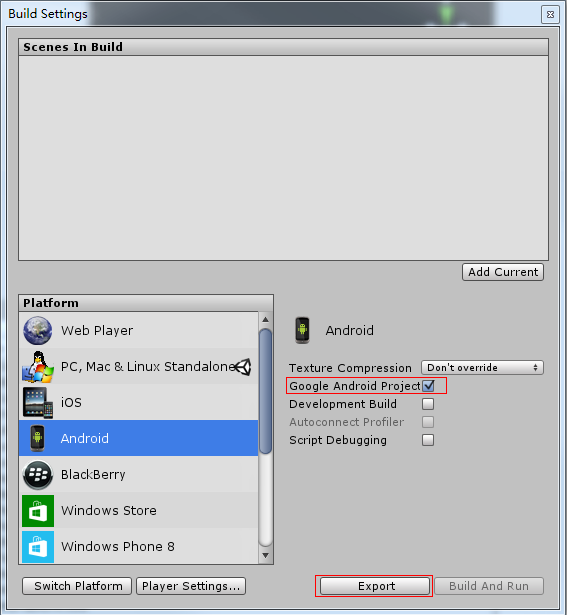 Build Settings
Scenes In Build
Add Current
Platform
Web Player
PC, Mac & Linux Standalone
iOS
Android
BlackBerry
Windows Store
Windows Phone 8
Android
Texture Compression Don't override
Google Android Project
Development Build
Autoconnect Profiler
Script Debugging
Switch Platform Player Settings... Export Build And Run